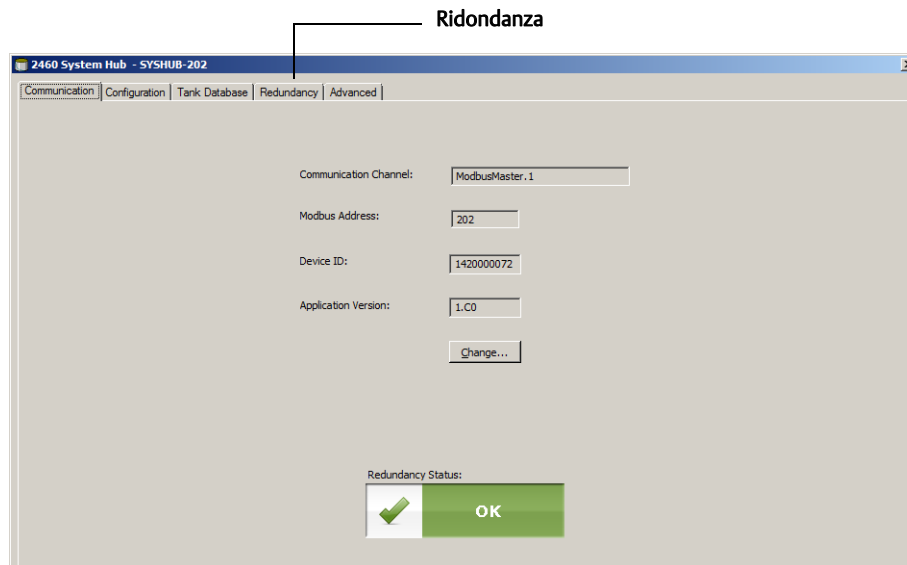 Ridondanza
2460 System Hub - SYSHUB-202
Communication Configuration Tank Database Redundancy Advanced
Communication Channel: ModbusMaster.1
Modbus Address: 202
Device ID: 1420000072
Application Version: 1.C0
Change...
Redundancy Status:
OK